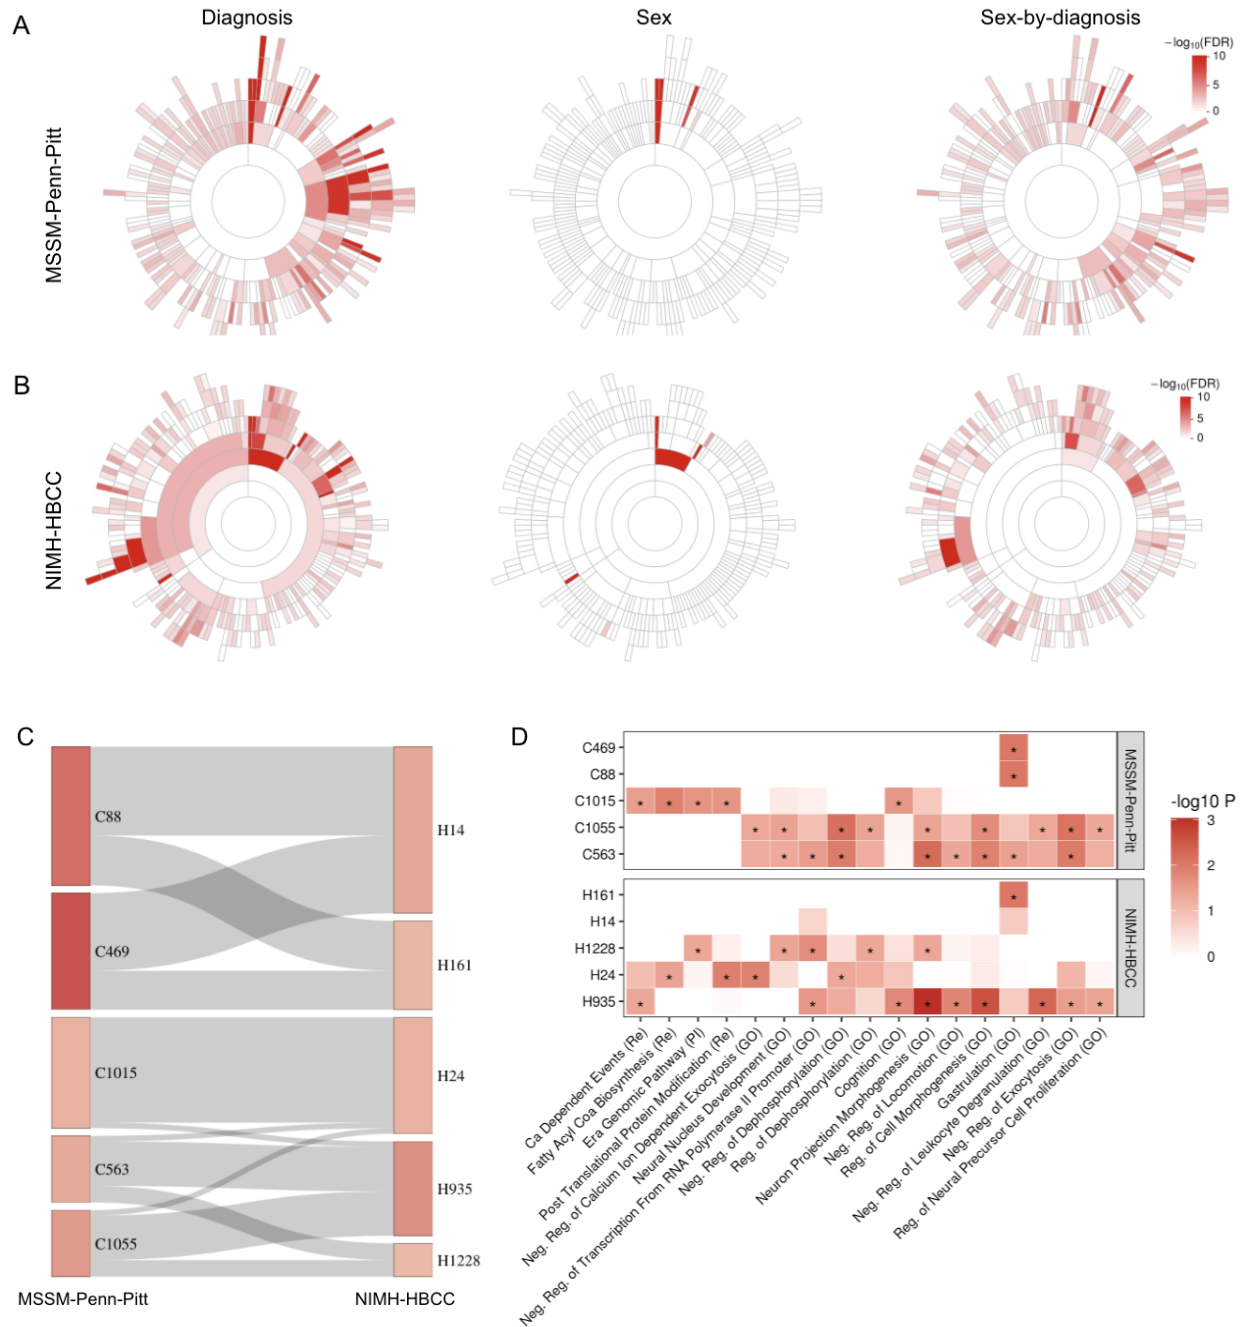 A
Diagnosis
Sex
Sex-by-diagnosis
−log10(FDR)
10
5
0
MSSM-Penn-Pitt
B
−log10(FDR)
10
5
0
NIMH-HBCC
C
C88
C469
C1015
C563
C1055
H14
H161
H24
H935
H1228
MSSM-Penn-Pitt
NIMH-HBCC
D
C469
*
C88
*
C1015
* * * * *
C1055
* * * * * * * * *
C563
* * * * * * * *
MSSM-Penn-Pitt
H161
*
H14
H1228
* * * * *
H24
* * * *
H935
* * * * * * * * *
NIMH-HBCC
-log10 P
3
2
1
0
Ca Dependent Events (Re)
Fatty Acyl Coa Biosynthesis (Re)
Era Genomic Pathway (PI)
Post Translational Protein Modification (Re)
Neg. Reg. of Calcium Ion Dependent Exocytosis (GO)
Neural Nucleus Development (GO)
Neg. Reg. of Transcription From RNA Polymerase II Promoter (GO)
Neg. Reg. of Dephosphorylation (GO)
Reg. of Dephosphorylation (GO)
Cognition (GO)
Neuron Projection Morphogenesis (GO)
Neg. Reg. of Locomotion (GO)
Reg. of Cell Morphogenesis (GO)
Gastrulation (GO)
Neg. Reg. of Leukocyte Degranulation (GO)
Neg. Reg. of Exocytosis (GO)
Reg. of Neural Precursor Cell Proliferation (GO)